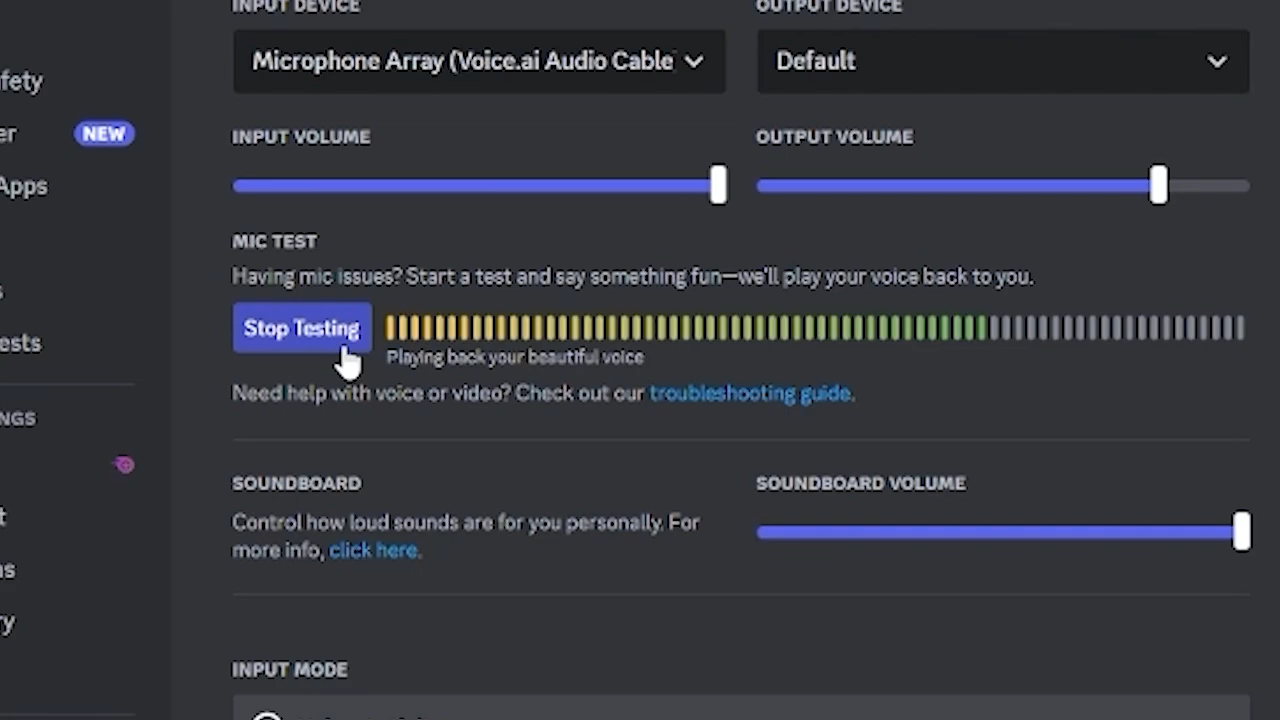 INPUT DEVICE
OUTPUT DEVICE
Microphone Array (Voice.ai Audio Cable
Default
fety
er
NEW
INPUT VOLUME
OUTPUT VOLUME
Apps
MIC TEST
Having mic issues? Start a test and say something fun—we'll play your voice back to you.
s
Stop Testing
ests
Playing back your beautiful voice
Need help with voice or video? Check out our troubleshooting guide.
NGS
SOUNDBOARD
SOUNDBOARD VOLUME
t
Control how loud sounds are for you personally. For
more info, click here.
ns
ry
INPUT MODE